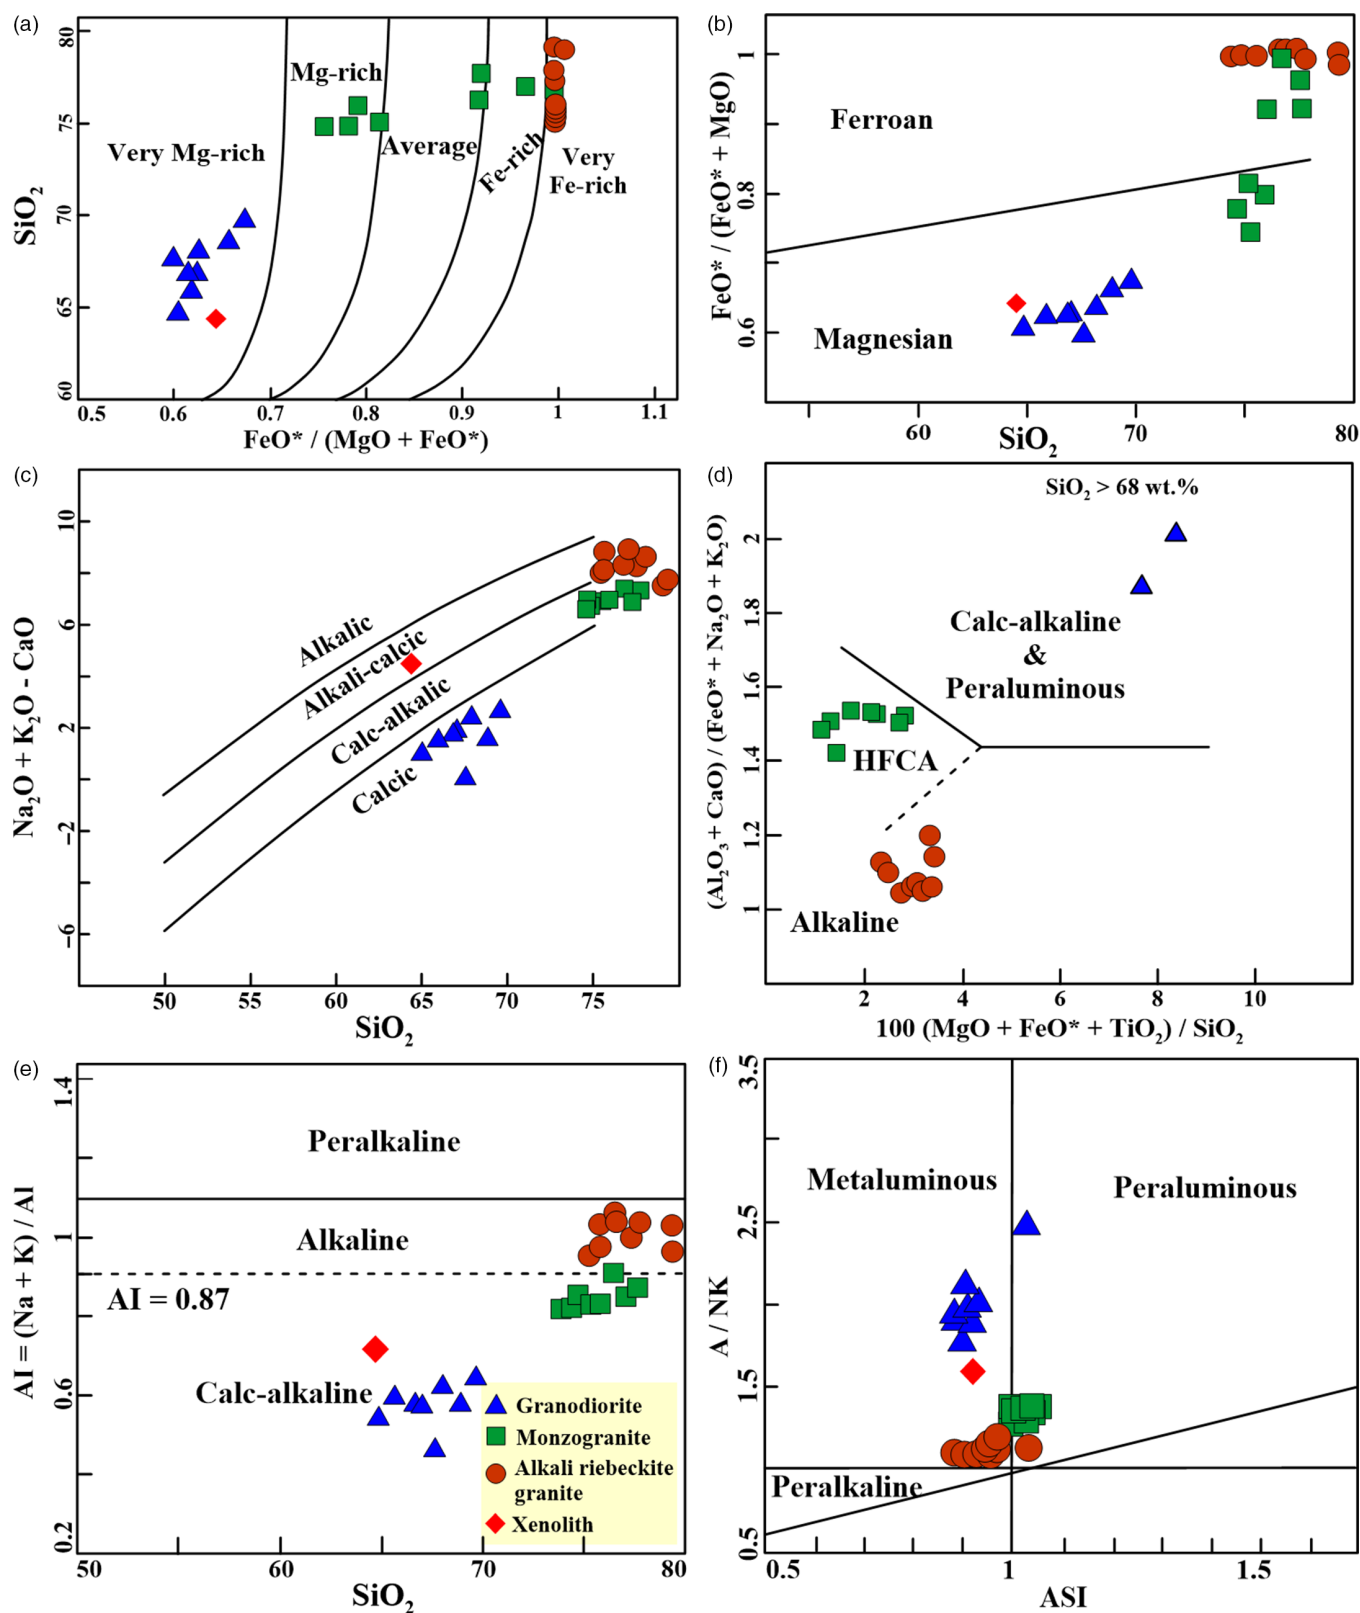 (a)
80
75
70
65
60
SiO₂
Mg-rich
Very Mg-rich
Average
Fe-rich
Very
Fe-rich
0.5 0.6 0.7 0.8 0.9 1 1.1
FeO* / (MgO + FeO*)
(b)
1
0.8
0.6
FeO* / (FeO* + MgO)
Ferroan
Magnesian
60 70 80
SiO₂
(c)
10
6
2
-2
-6
Na₂O + K₂O - CaO
Alkalic
Alkali-calcic
Calc-alkalic
Calcic
50 55 60 65 70 75
SiO₂
(d)
SiO₂ > 68 wt.%
2
1.8
1.6
1.4
1.2
1
(Al₂O₃ + CaO) / (FeO* + Na₂O + K₂O)
Calc-alkaline
&
Peraluminous
HFCA
Alkaline
2 4 6 8 10
100 (MgO + FeO* + TiO₂) / SiO₂
(e)
1.4
1
0.6
0.2
AI = (Na + K) / Al
Peralkaline
Alkaline
AI = 0.87
Calc-alkaline
Granodiorite
Monzogranite
Alkali riebeckite
granite
Xenolith
50 60 70 80
SiO₂
(f)
3.5
2.5
1.5
0.5
A / NK
Metaluminous
Peraluminous
Peralkaline
0.5 1 1.5
ASI